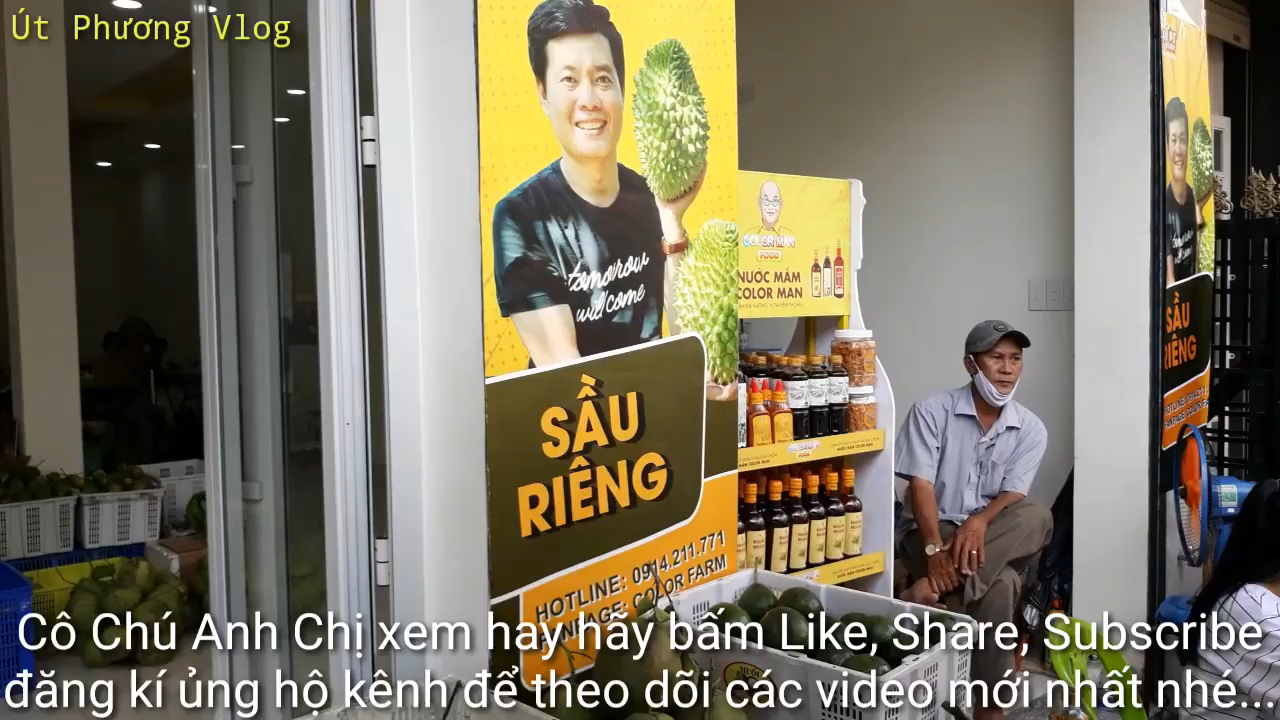 Út Phương Vlog
tomorrow
will come
SẦU
RIÊNG
HOTLINE: 0914.211.771
FANPAGE: COLOR FARM
COLOR MAN
FOOD
NƯỚC MẮM
COLOR MAN
SẦU
RIÊNG
Cô Chú Anh Chị xem hay hãy bấm Like, Share, Subscribe
đăng kí ủng hộ kênh để theo dõi các video mới nhất nhé...